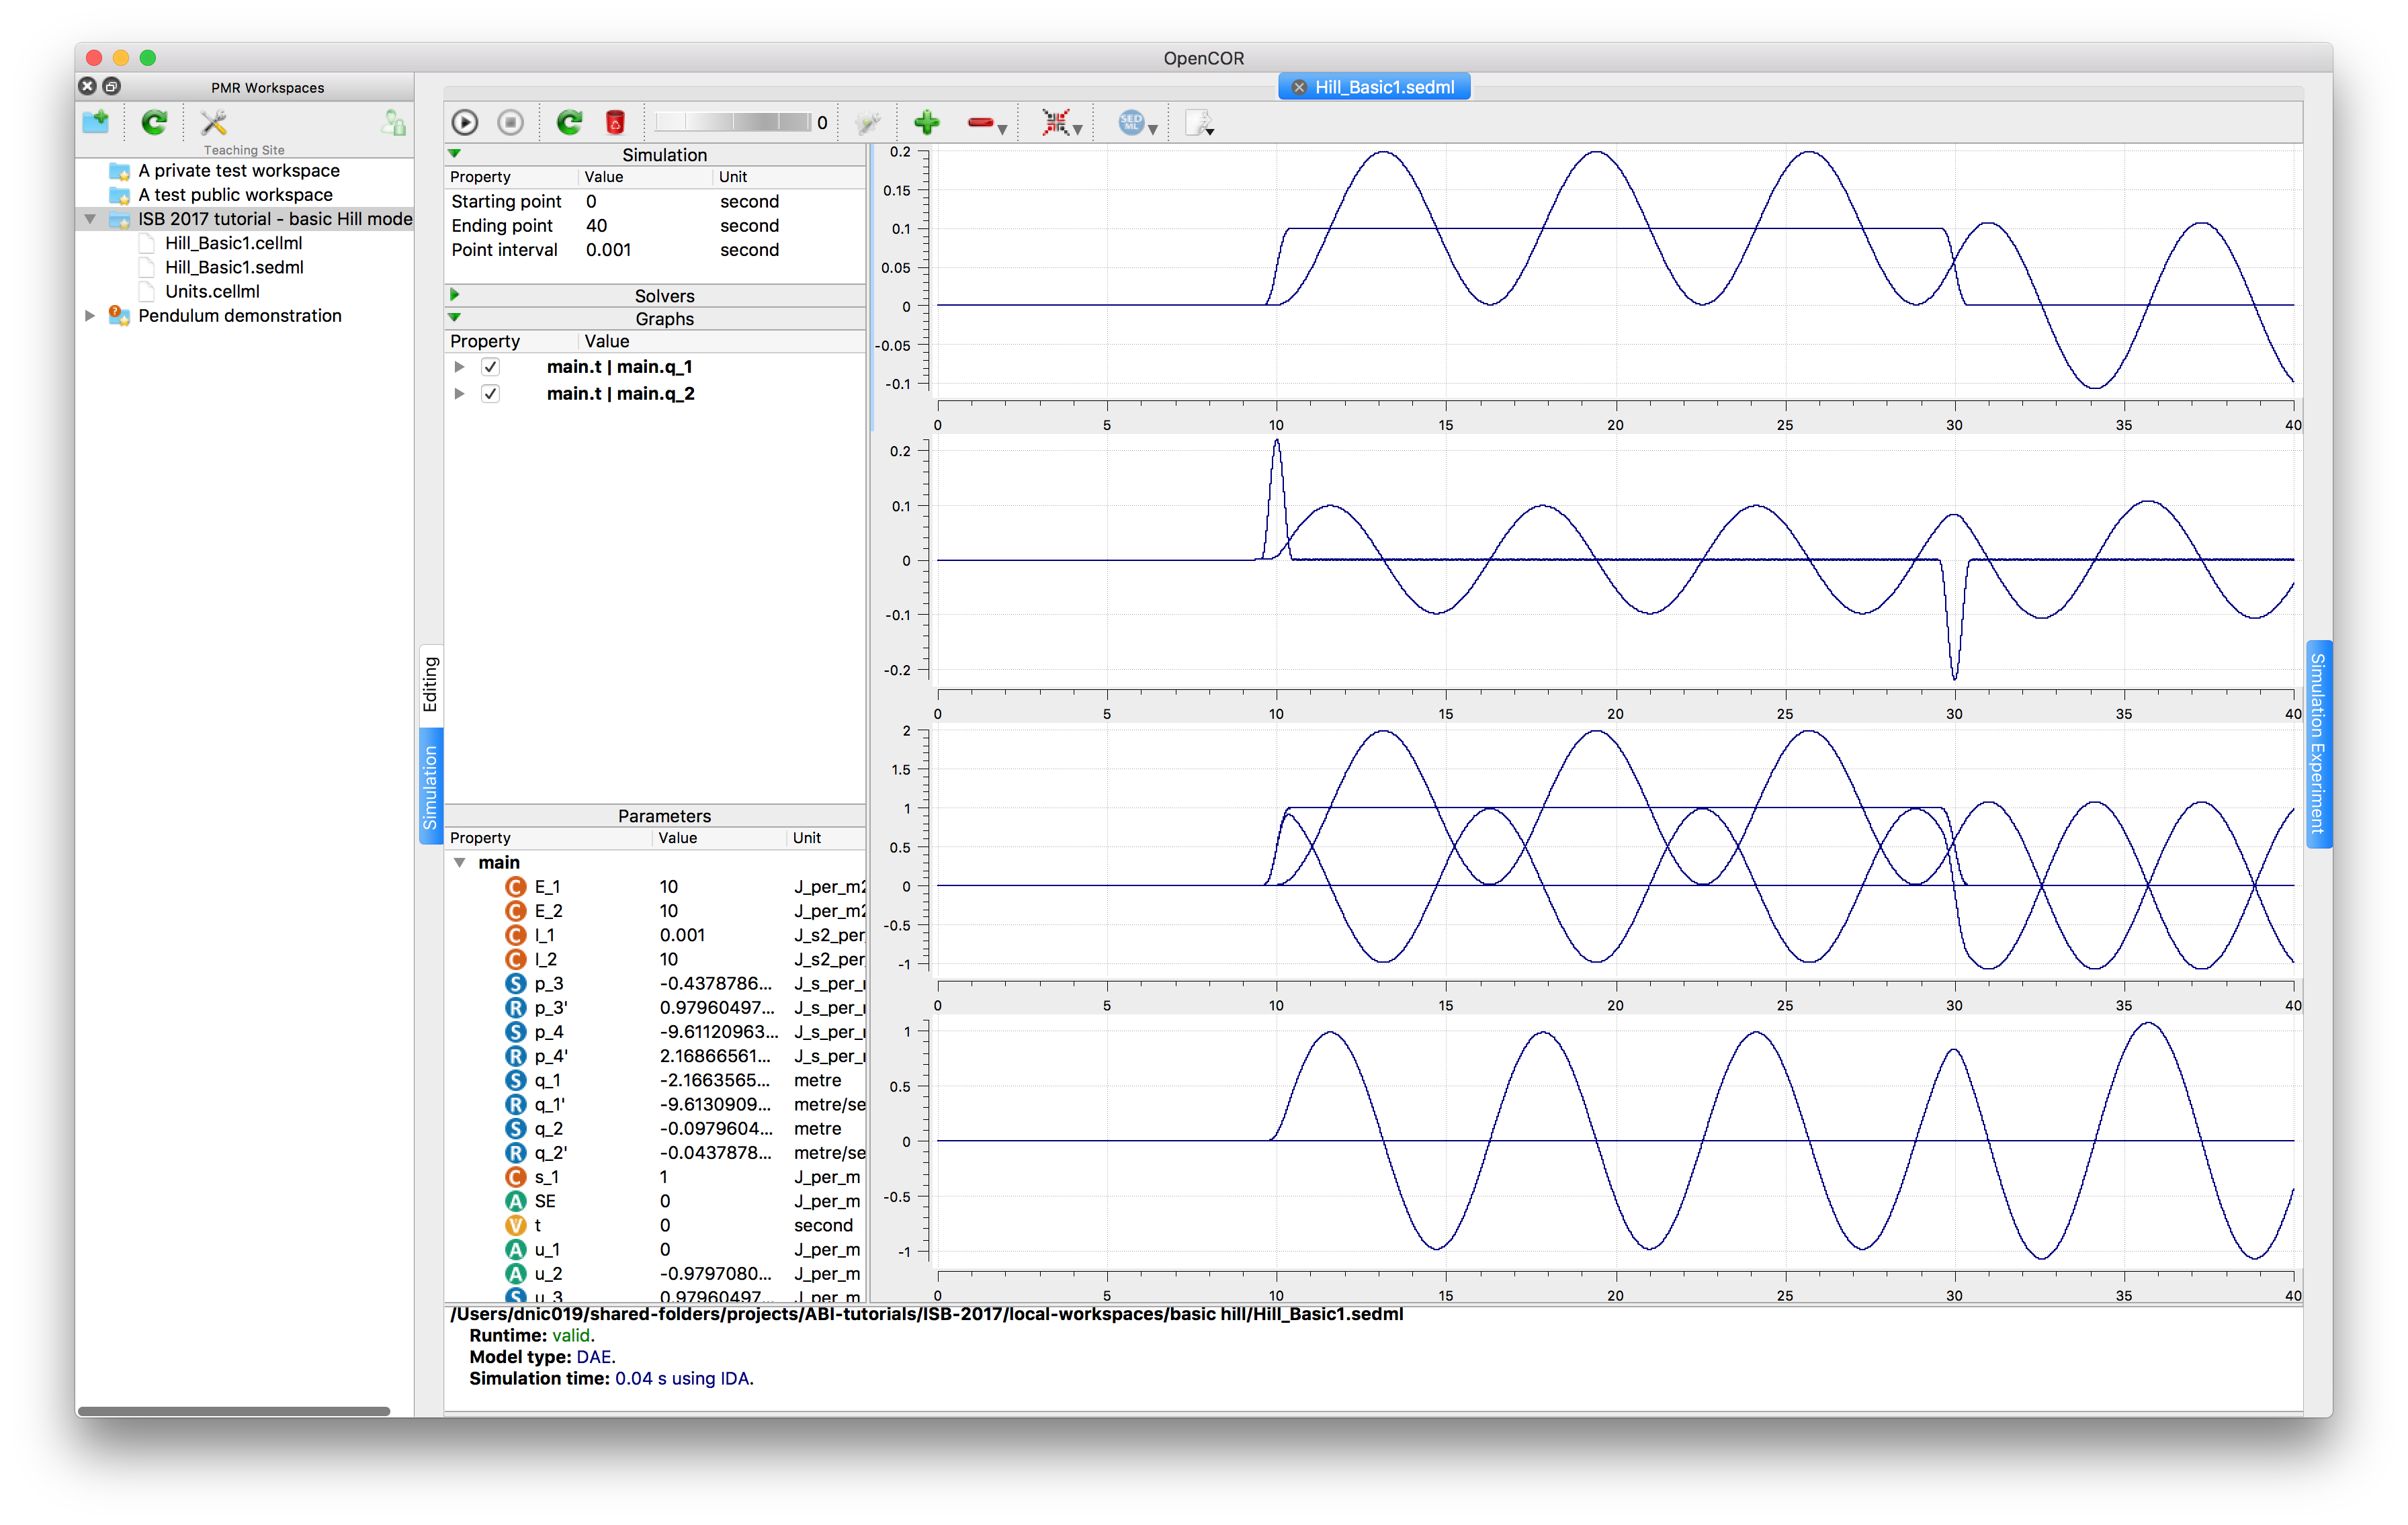 OpenCOR
PMR Workspaces
Hill_Basic1.sedml
0
SED
ML
Teaching Site
A private test workspace
A test public workspace
ISB 2017 tutorial - basic Hill mode
Hill_Basic1.cellml
Hill_Basic1.sedml
Units.cellml
Pendulum demonstration
Editing
Simulation
Simulation
Property Value Unit
Starting point 0 second
Ending point 40 second
Point interval 0.001 second
Solvers
Graphs
Property Value
main.t | main.q_1
main.t | main.q_2
Parameters
Property Value Unit
main
C E_1 10 J_per_m2
C E_2 10 J_per_m2
C I_1 0.001 J_s2_per_
C I_2 10 J_s2_per_
S p_3 -0.4378786... J_s_per_
R p_3' 0.97960497... J_s_per_
S p_4 -9.61120963... J_s_per_
R p_4' 2.16866561... J_s_per_
S q_1 -2.1663565... metre
R q_1' -9.6130909... metre/se
S q_2 -0.0979604... metre
R q_2' -0.0437878... metre/se
C s_1 1 J_per_m
A SE 0 J_per_m
V t 0 second
A u_1 0 J_per_m
A u_2 -0.9797080... J_per_m
S u_3 0.97960497... J_per_m
0.2
0.15
0.1
0.05
0
-0.05
-0.1
0 5 10 15 20 25 30 35 40
0.2
0.1
0
-0.1
-0.2
0 5 10 15 20 25 30 35 40
2
1.5
1
0.5
0
-0.5
-1
0 5 10 15 20 25 30 35 40
1
0.5
0
-0.5
-1
0 5 10 15 20 25 30 35 40
Simulation Experiment
/Users/dnic019/shared-folders/projects/ABI-tutorials/ISB-2017/local-workspaces/basic hill/Hill_Basic1.sedml
Runtime: valid.
Model type: DAE.
Simulation time: 0.04 s using IDA.